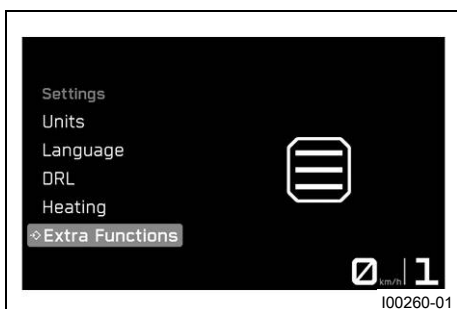 Settings
Units
Language
DRL
Heating
Extra Functions
0 km/h 1
I00260-01